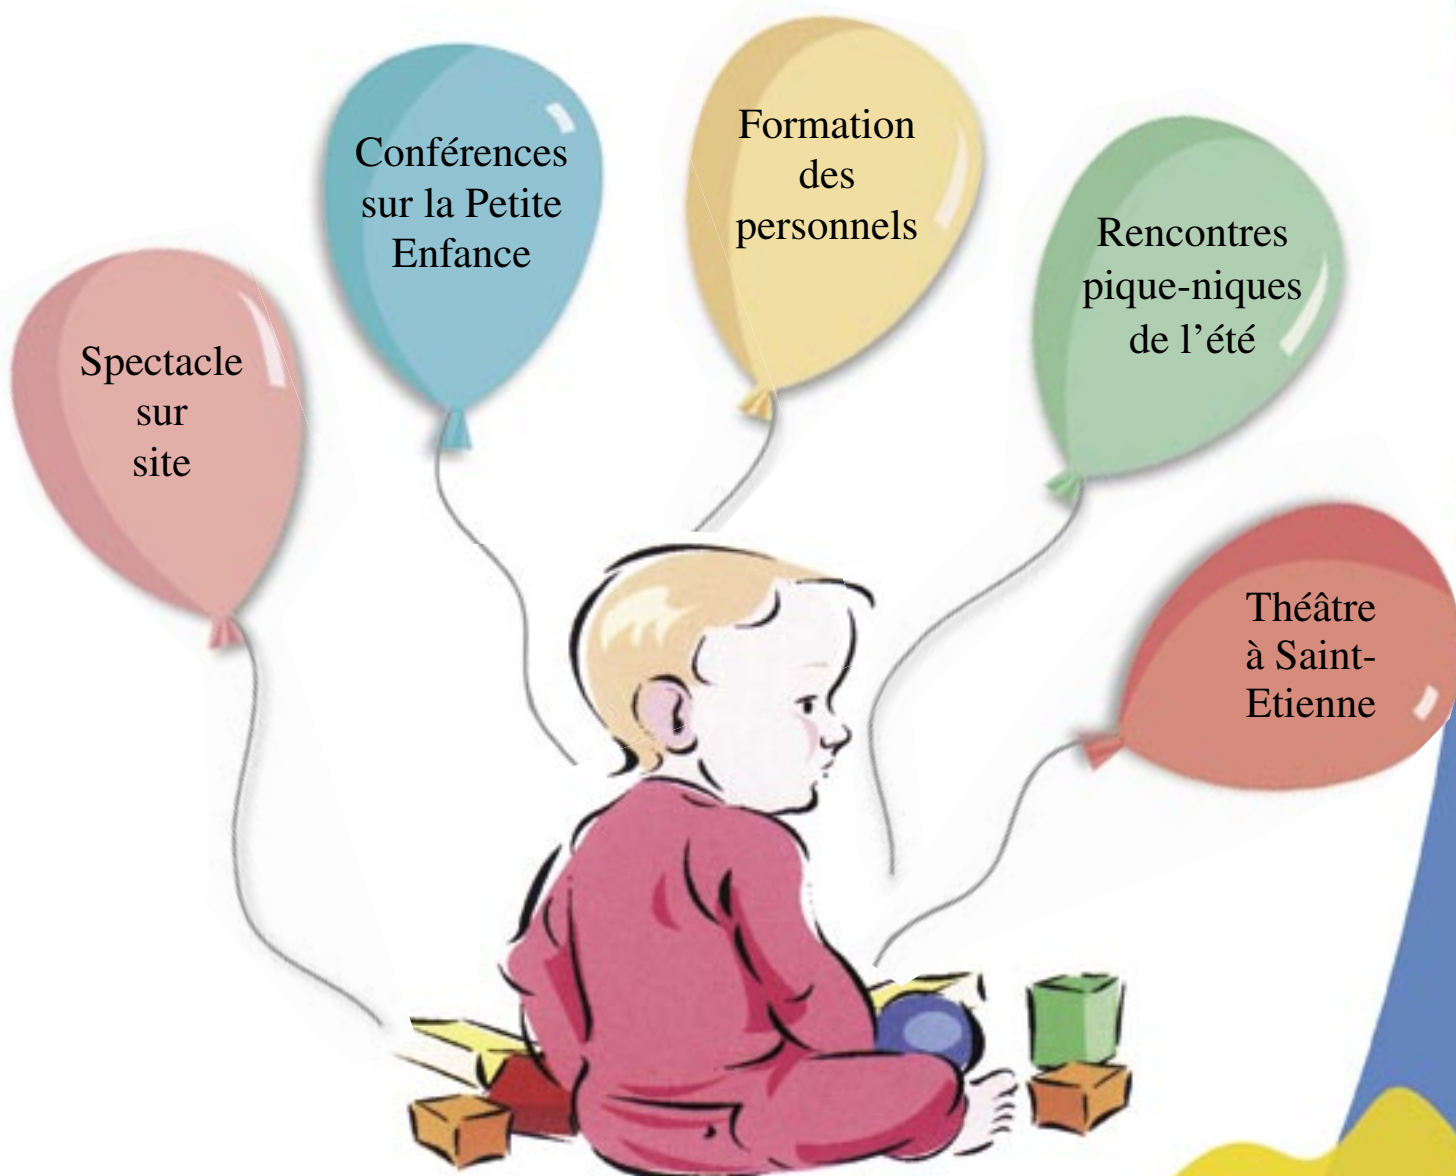 Spectacle
sur
site
Conférences
sur la Petite
Enfance
Formation
des
personnels
Rencontres
pique-niques
de l’été
Théâtre
à Saint-
Etienne